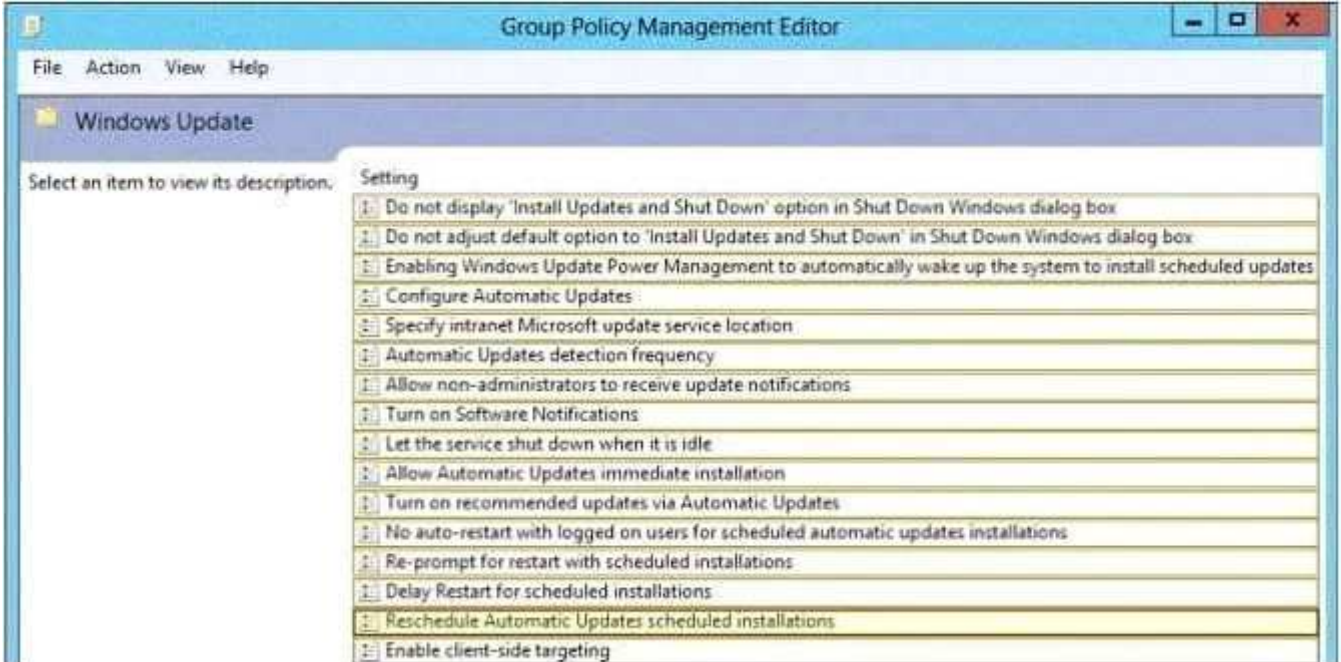 Group Policy Management Editor
File Action View Help
Windows Update
Select an item to view its description.
Setting
Do not display 'Install Updates and Shut Down' option in Shut Down Windows dialog box
Do not adjust default option to 'Install Updates and Shut Down' in Shut Down Windows dialog box
Enabling Windows Update Power Management to automatically wake up the system to install scheduled updates
Configure Automatic Updates
Specify intranet Microsoft update service location
Automatic Updates detection frequency
Allow non-administrators to receive update notifications
Turn on Software Notifications
Let the service shut down when it is idle
Allow Automatic Updates immediate installation
Turn on recommended updates via Automatic Updates
No auto-restart with logged on users for scheduled automatic updates installations
Re-prompt for restart with scheduled installations
Delay Restart for scheduled installations
Reschedule Automatic Updates scheduled installations
Enable client-side targeting